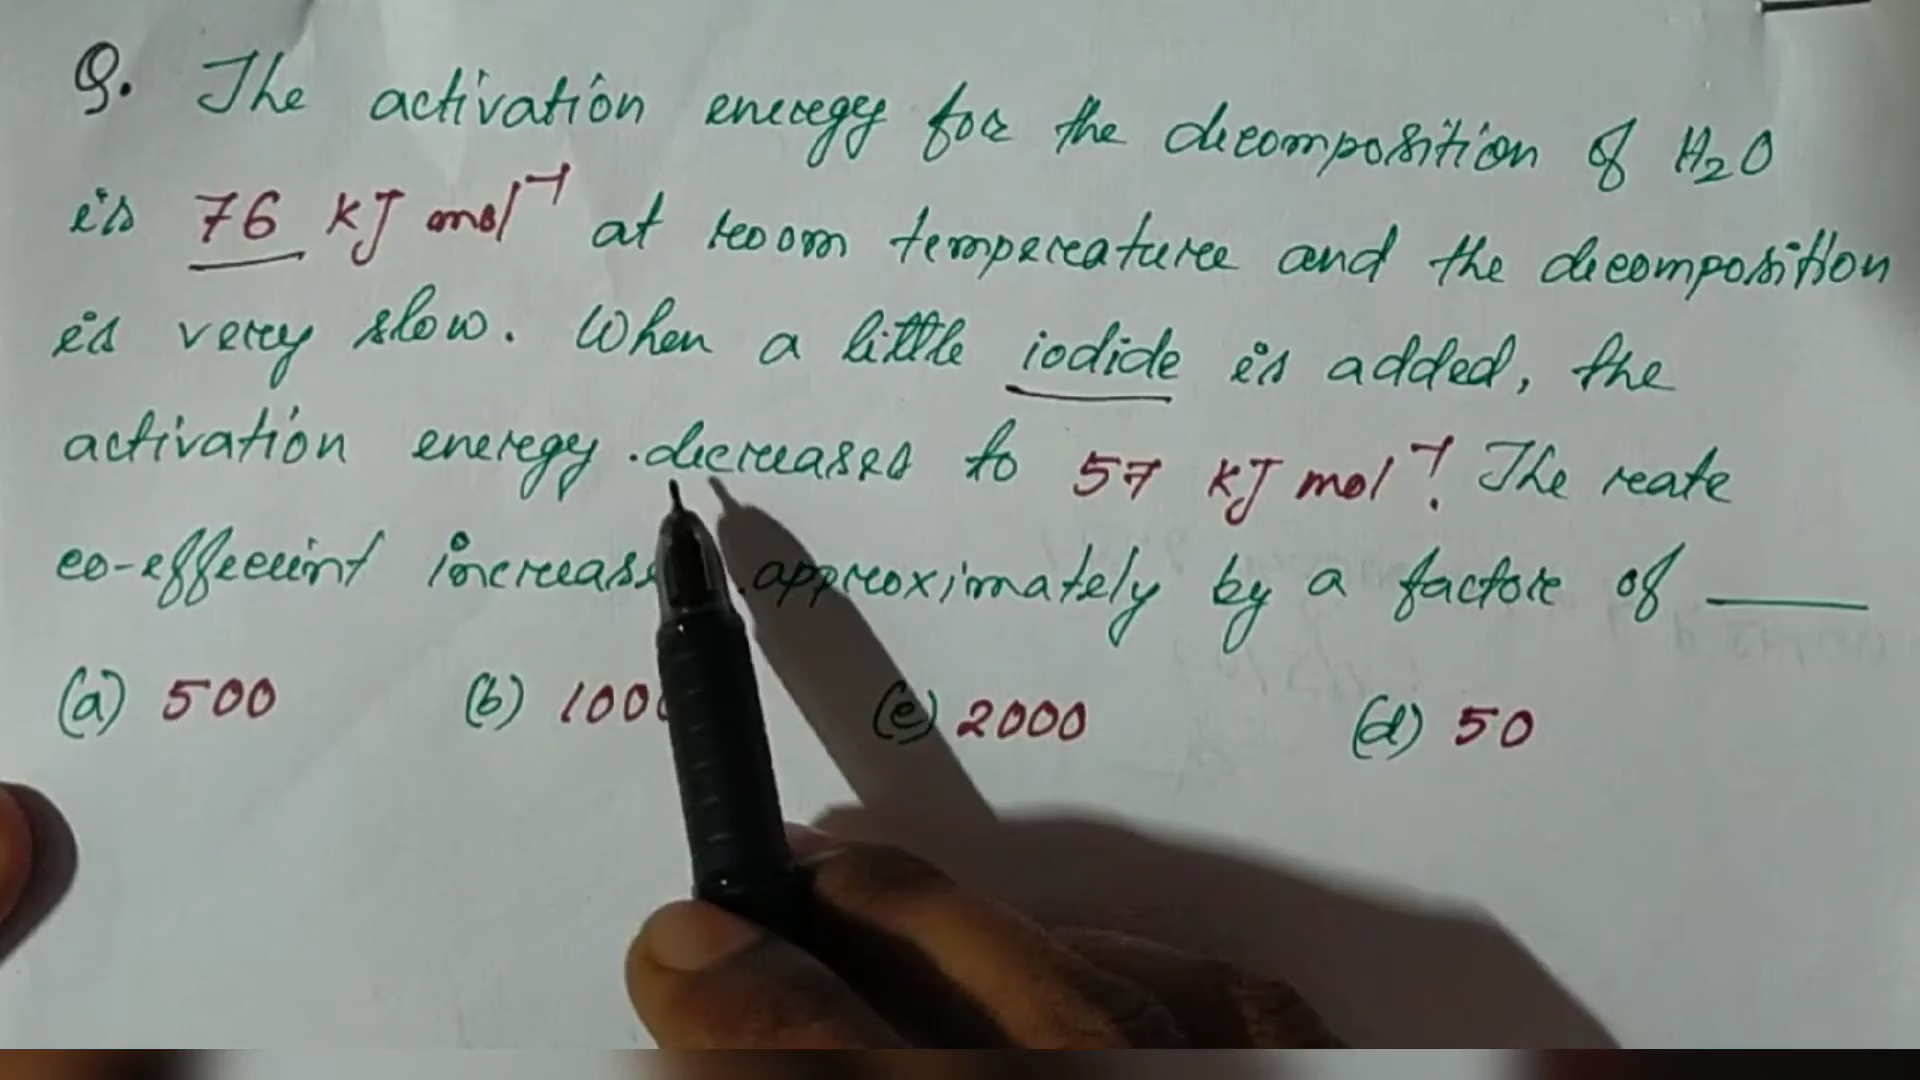 Q. The activation energy for the decomposition of H₂O
is 76 KJ mol⁻¹ at room temperature and the decomposition
is very slow. When a little iodide is added, the
activation energy decreases to 57 KJ mol⁻¹. The rate
co-efficient increases approximately by a factor of ____
(a) 500 (b) (c) 2000 (d) 50